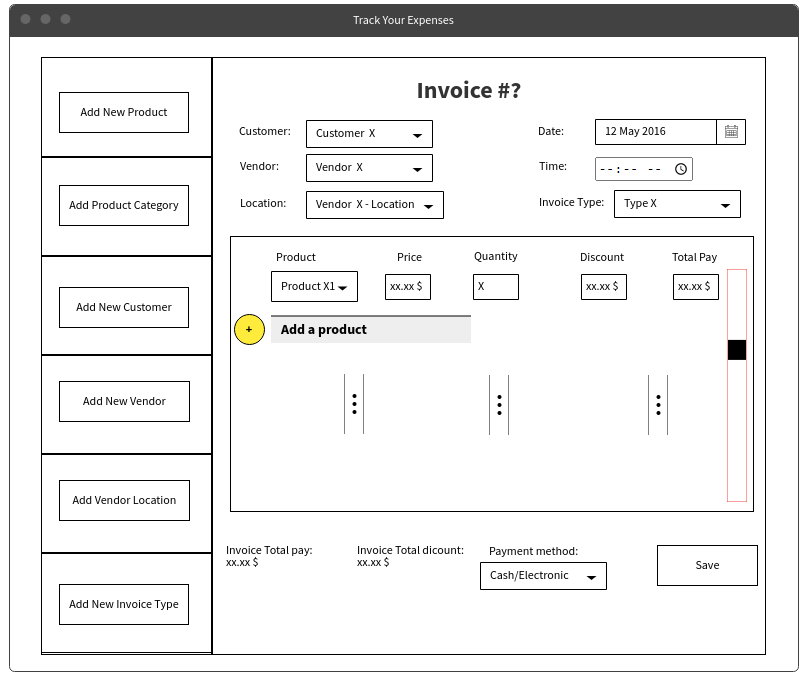 Track Your Expenses
Add New Product
Add Product Category
Add New Customer
Add New Vendor
Add Vendor Location
Add New Invoice Type
Invoice #?
Customer: Customer X
Date: 12 May 2016
Vendor: Vendor X
Time: --:-- --
Location: Vendor X - Location
Invoice Type: Type X
Product Price Quantity Discount Total Pay
Product X1 xx.xx $ X xx.xx $ xx.xx $
+ Add a product
Invoice Total pay:
xx.xx $
Invoice Total dicount:
xx.xx $
Payment method:
Cash/Electronic
Save